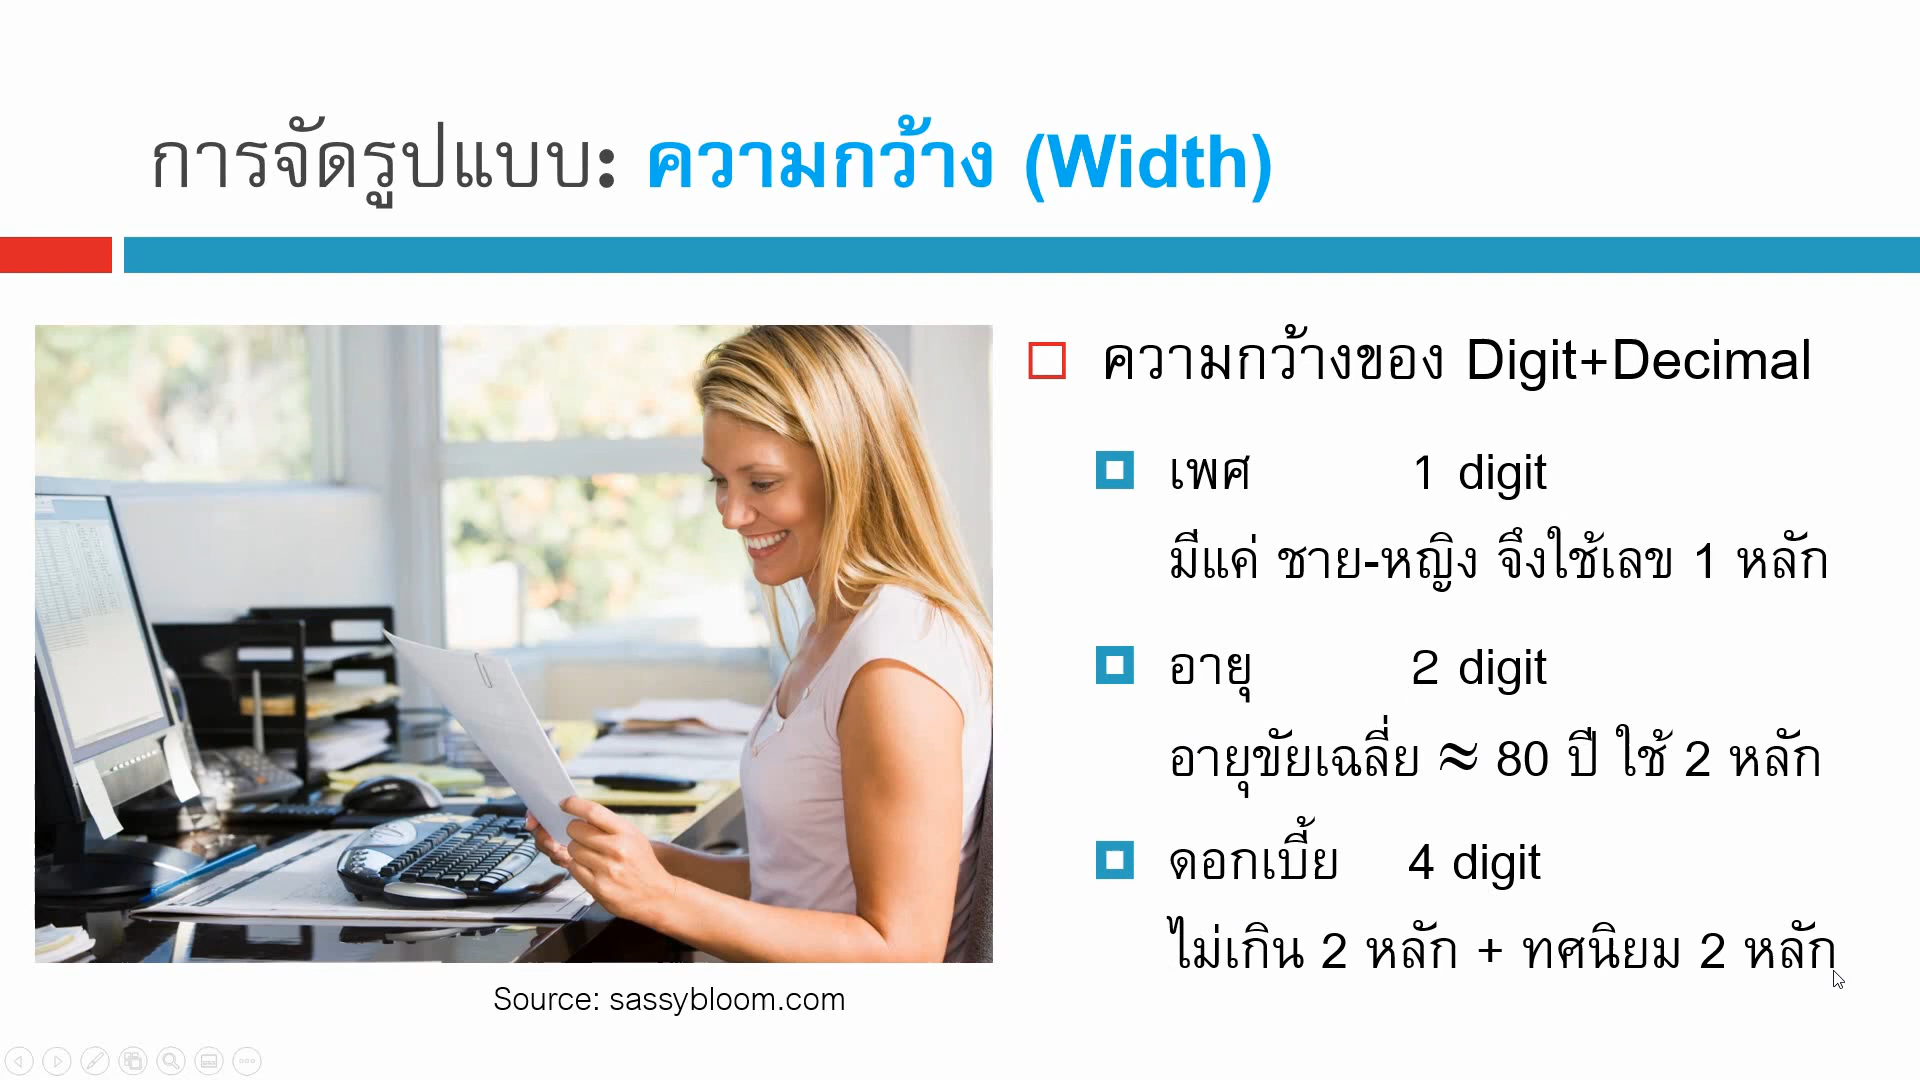 การจัดรูปแบบ: ความกว้าง (Width)
ความกว้างของ Digit+Decimal
เพศ 1 digit
มีแค่ ชาย-หญิง จึงใช้เลข 1 หลัก
อายุ 2 digit
อายุขัยเฉลี่ย ≈ 80 ปี ใช้ 2 หลัก
ดอกเบี้ย 4 digit
ไม่เกิน 2 หลัก + ทศนิยม 2 หลัก
Source: sassybloom.com